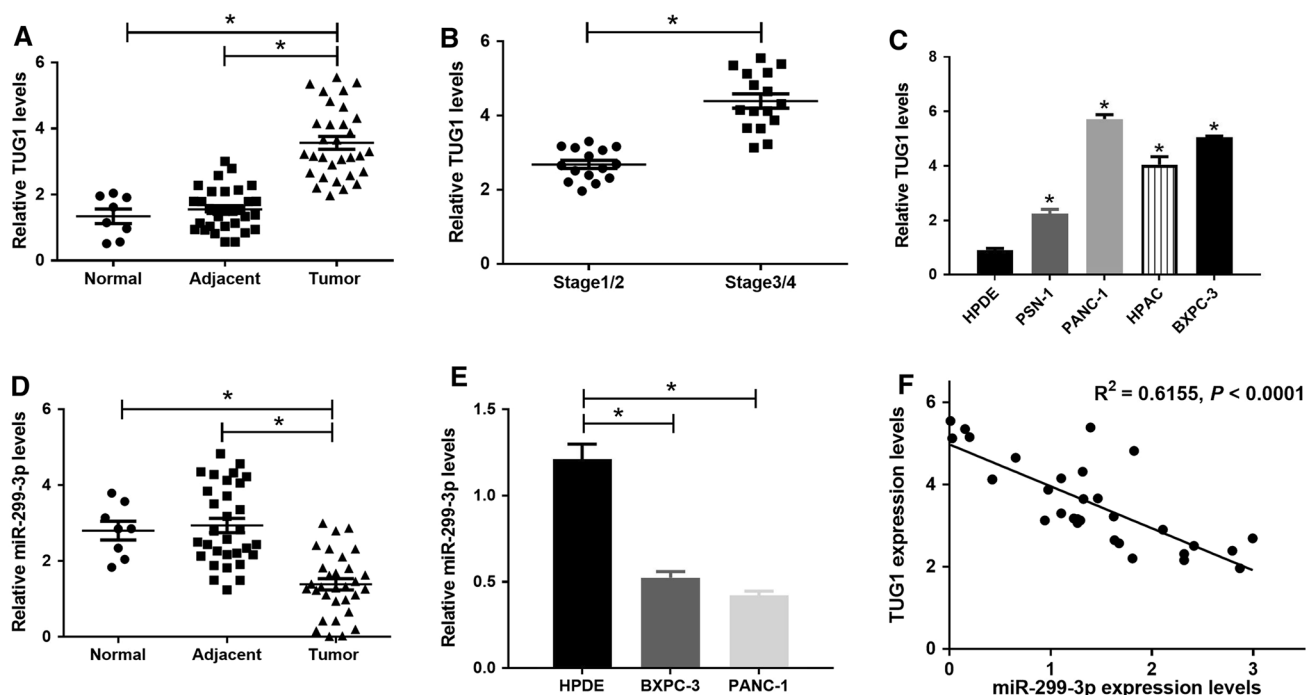 A
Relative TUG1 levels
6
4
2
0
*
*
Normal
Adjacent
Tumor
B
Relative TUG1 levels
6
4
2
0
*
Stage1/2
Stage3/4
C
Relative TUG1 levels
8
6
4
2
0
*
*
*
*
HPDE
PSN-1
PANC-1
HPAC
BXPC-3
D
Relative miR-299-3p levels
6
4
2
0
*
*
Normal
Adjacent
Tumor
E
Relative miR-299-3p levels
1.5
1.0
0.5
0.0
*
*
HPDE
BXPC-3
PANC-1
F
R² = 0.6155, P < 0.0001
TUG1 expression levels
6
4
2
0
0
1
2
3
miR-299-3p expression levels